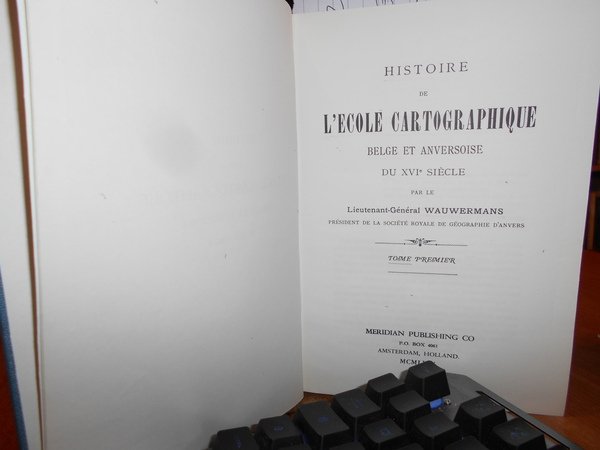 HISTOIRE
DE
L'ECOLE CARTOGRAPHIQUE
BELGE ET ANVERSOISE
DU XVIe SIÈCLE
PAR LE
Lieutenant-Général WAUWERMANS
PRÉSIDENT DE LA SOCIÉTÉ ROYALE DE GÉOGRAPHIE D'ANVERS
TOME PREMIER
MERIDIAN PUBLISHING CO
P.O. BOX 4061
AMSTERDAM, HOLLAND.